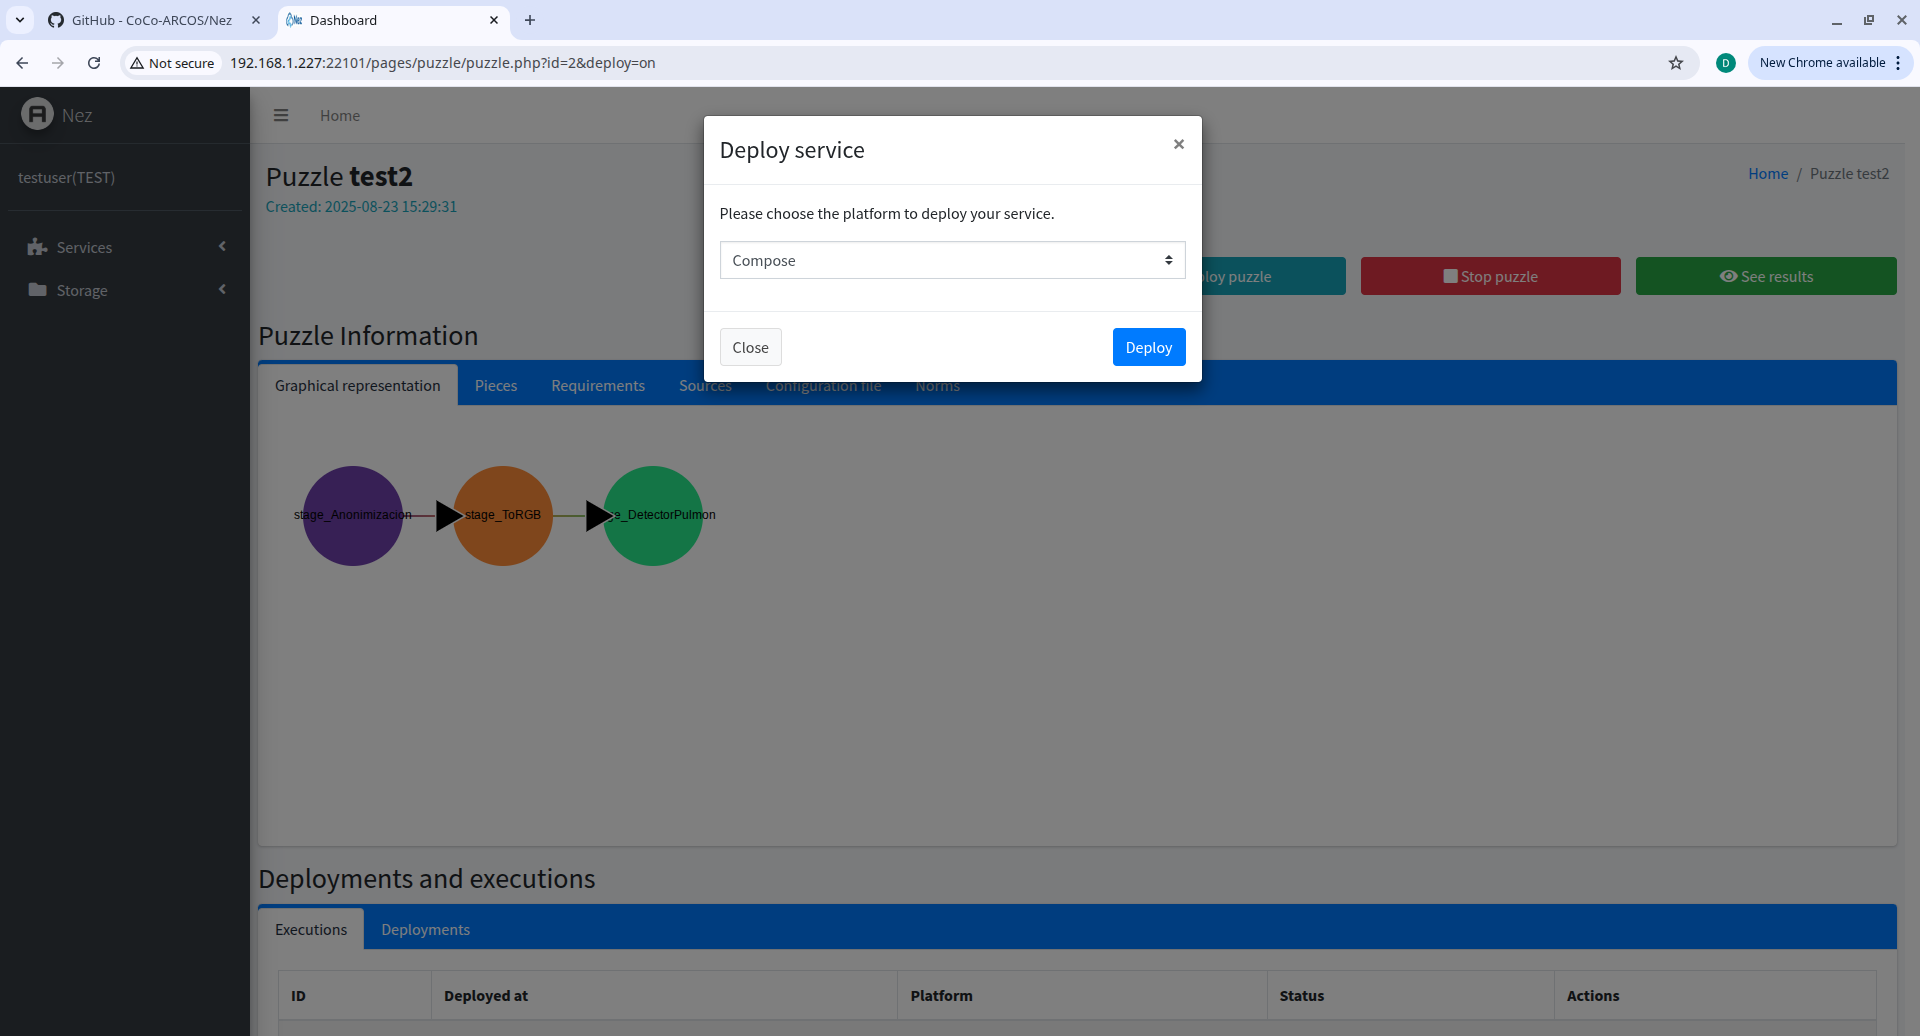 GitHub - CoCo-ARCOS/Nez
Dashboard
Not secure
192.168.1.227:22101/pages/puzzle/puzzle.php?id=2&deploy=on
D
New Chrome available
Nez
Home
testuser(TEST)
Services
Storage
Puzzle test2
Created: 2025-08-23 15:29:31
Home / Puzzle test2
Deploy service
×
Please choose the platform to deploy your service.
Compose
Close
Deploy
loy puzzle
Stop puzzle
See results
Puzzle Information
Graphical representation
Pieces
Requirements
Sources
Configuration file
Norms
stage_Anonimizacion
stage_ToRGB
ge_DetectorPulmon
Deployments and executions
Executions
Deployments
ID
Deployed at
Platform
Status
Actions